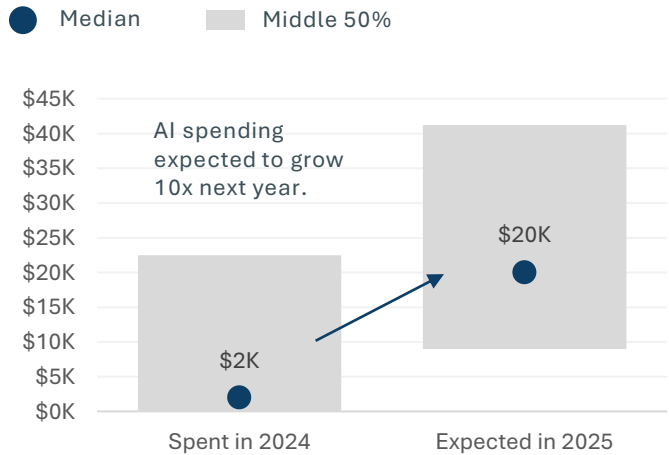 Median
Middle 50%
$45K
$40K
$35K
$30K
$25K
$20K
$15K
$10K
$5K
$0K
AI spending
expected to grow
10x next year.
$20K
$2K
Spent in 2024
Expected in 2025